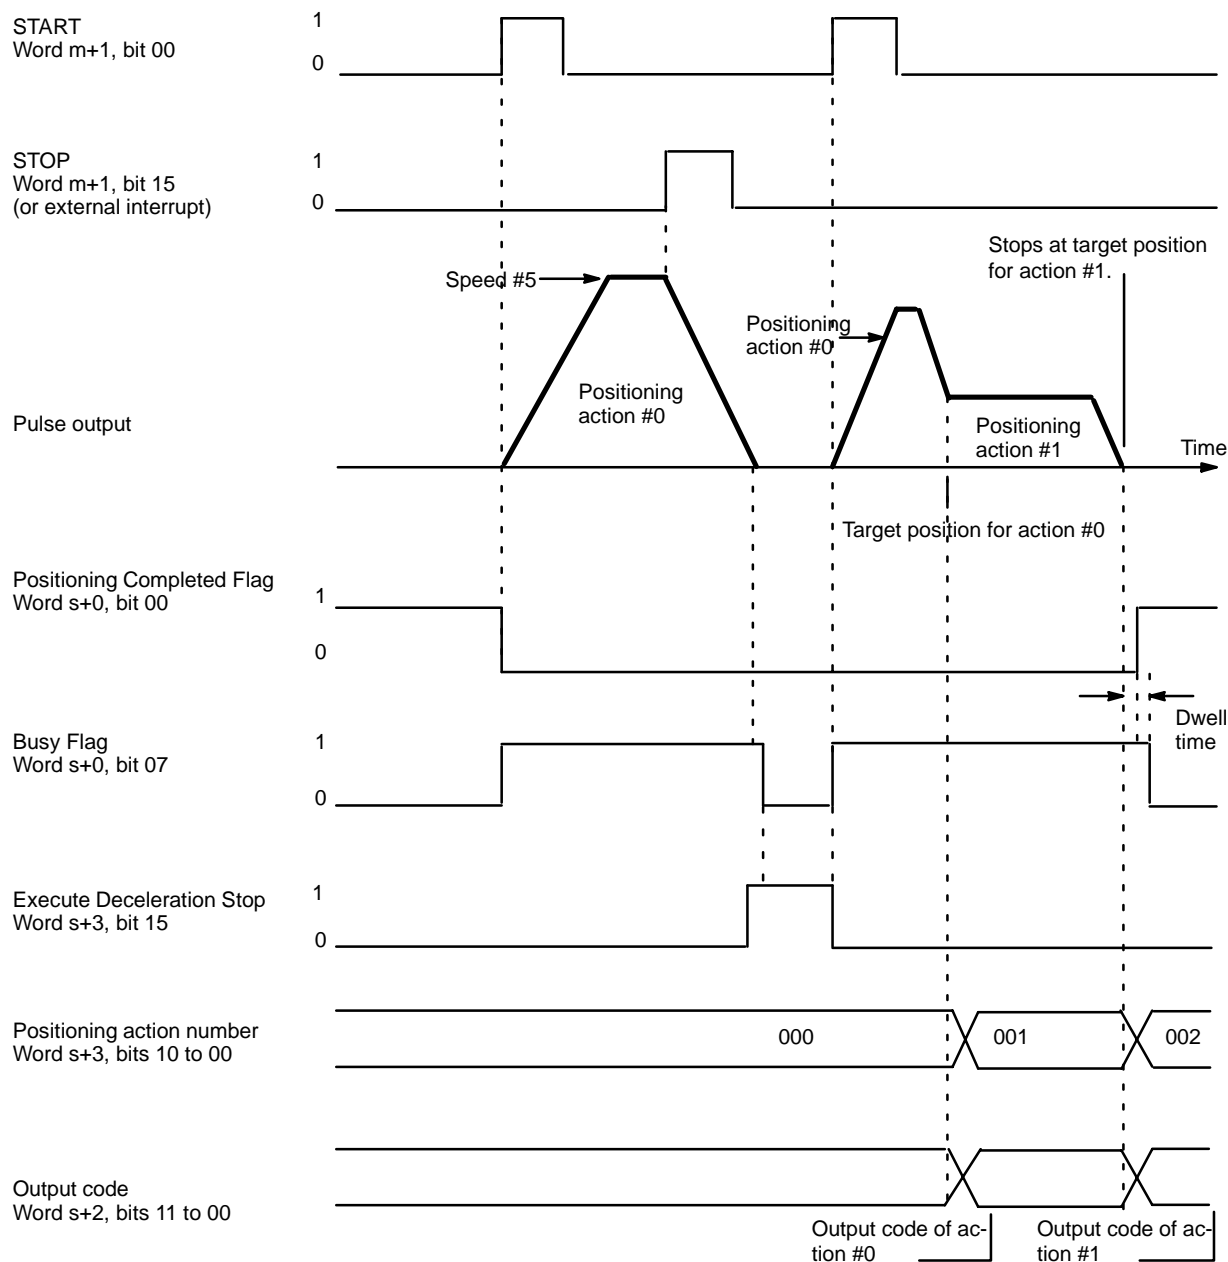 START
Word m+1, bit 00
1
0
STOP
Word m+1, bit 15
(or external interrupt)
1
0
Stops at target position
for action #1.
Speed #5
Positioning
action #0
Positioning
action #0
Positioning
action #1
Pulse output
Time
Target position for action #0
Positioning Completed Flag
Word s+0, bit 00
1
0
Dwell
time
Busy Flag
Word s+0, bit 07
1
0
Execute Deceleration Stop
Word s+3, bit 15
1
0
Positioning action number
Word s+3, bits 10 to 00
000
001
002
Output code
Word s+2, bits 11 to 00
Output code of ac-
tion #0
Output code of ac-
tion #1